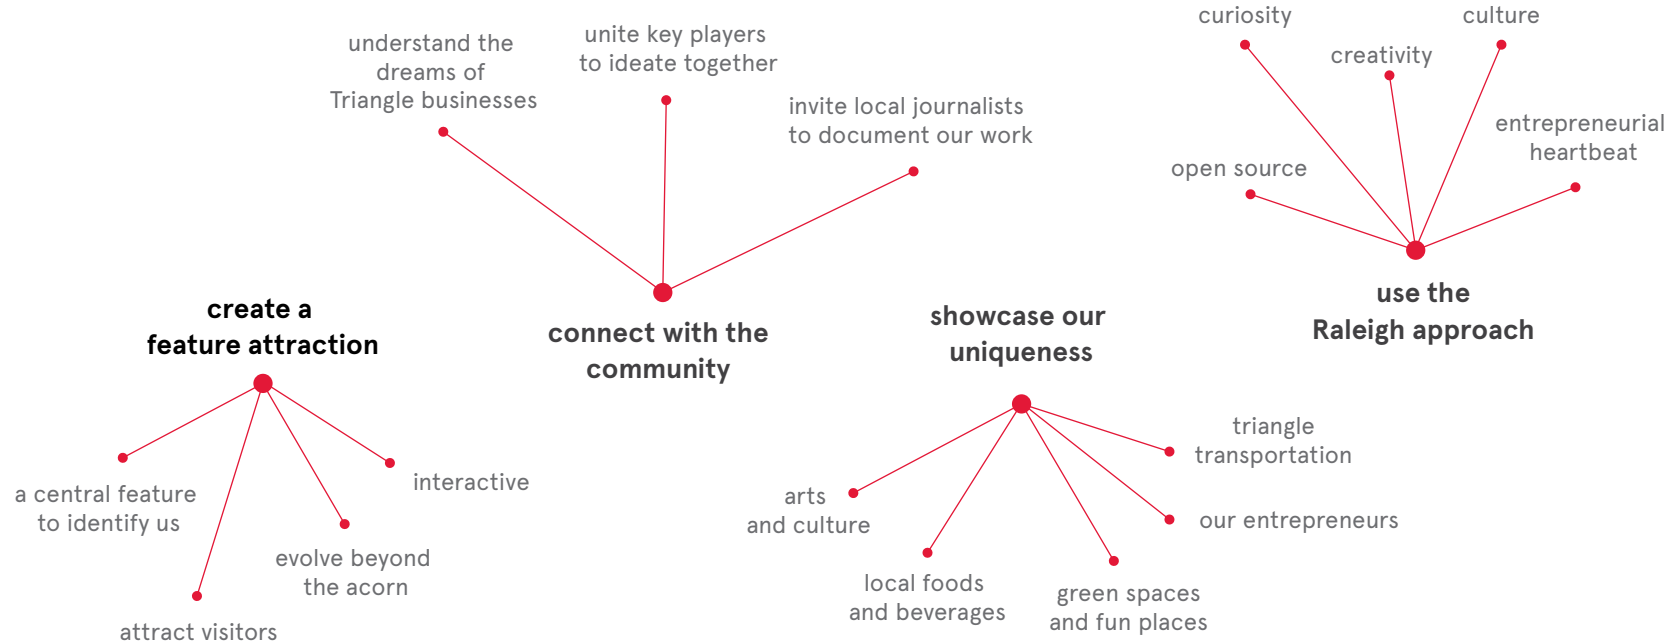 understand the
dreams of
Triangle businesses
unite key players
to ideate together
invite local journalists
to document our work
connect with the
community
curiosity
creativity
culture
open source
entrepreneurial
heartbeat
use the
Raleigh approach
create a
feature attraction
a central feature
to identify us
attract visitors
evolve beyond
the acorn
interactive
showcase our
uniqueness
arts
and culture
local foods
and beverages
green spaces
and fun places
our entrepreneurs
triangle
transportation